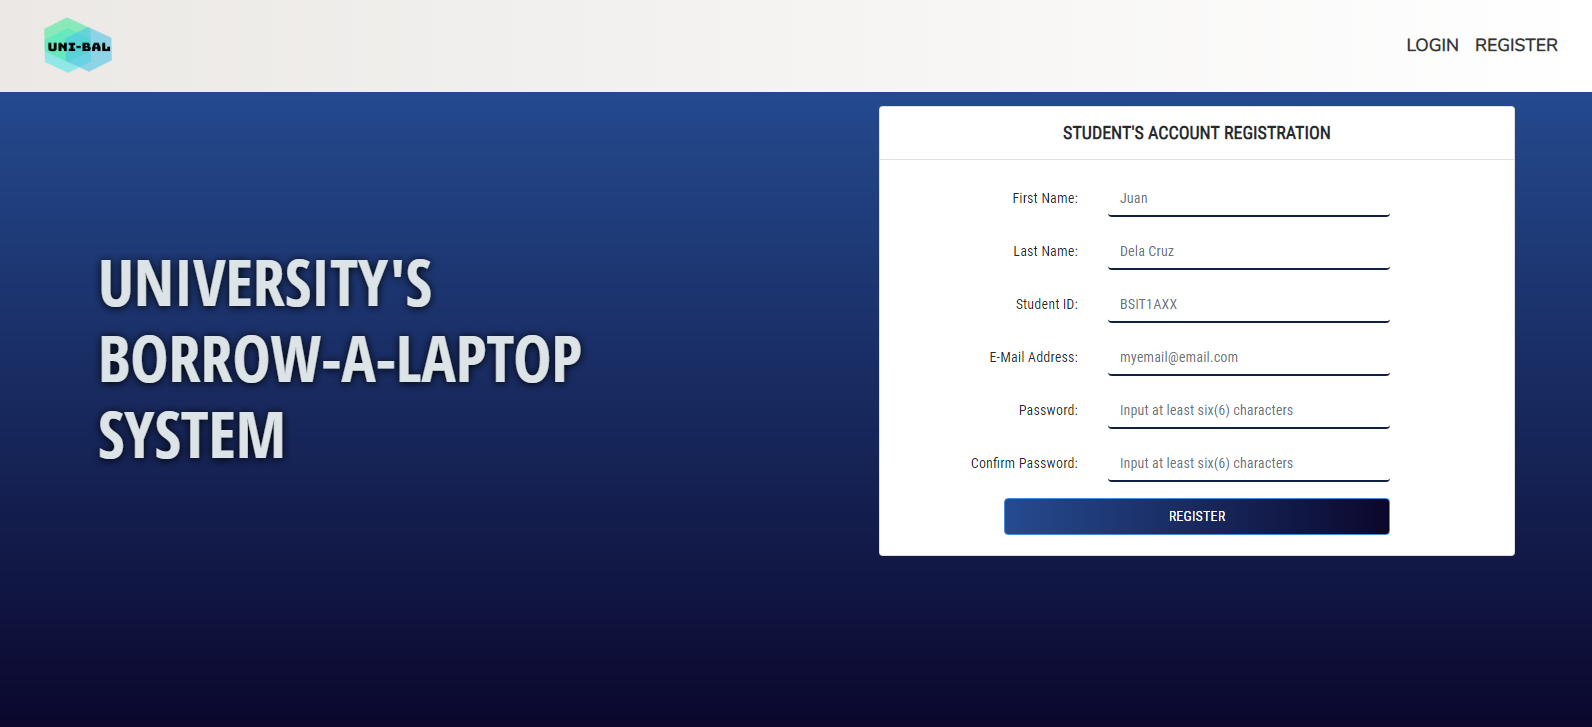 UNI-BAL
LOGIN REGISTER
UNIVERSITY'S
BORROW-A-LAPTOP
SYSTEM
STUDENT'S ACCOUNT REGISTRATION
First Name: Juan
Last Name: Dela Cruz
Student ID: BSIT1AXX
E-Mail Address: myemail@email.com
Password: Input at least six(6) characters
Confirm Password: Input at least six(6) characters
REGISTER